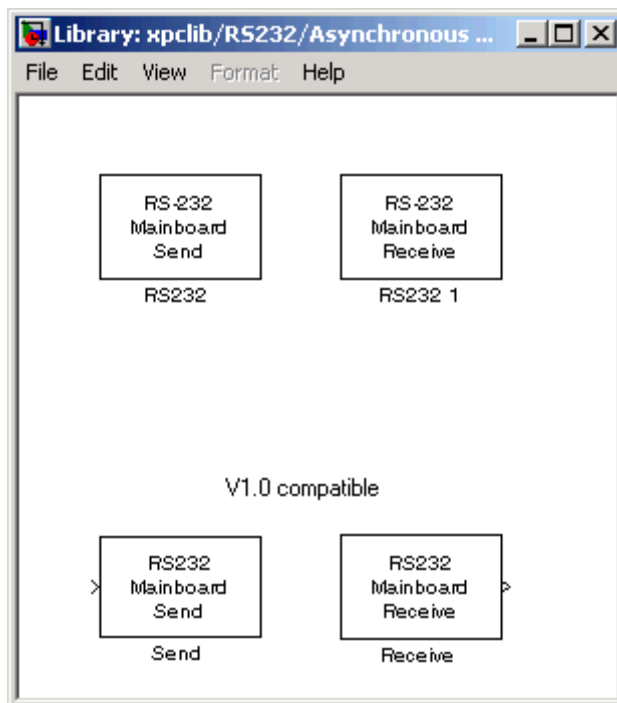 Library: xpclib/RS232/Asynchronous ...
File Edit View Format Help
RS-232
Mainboard
Send
RS232
RS-232
Mainboard
Receive
RS232 1
V1.0 compatible
RS232
Mainboard
Send
Send
RS232
Mainboard
Receive
Receive